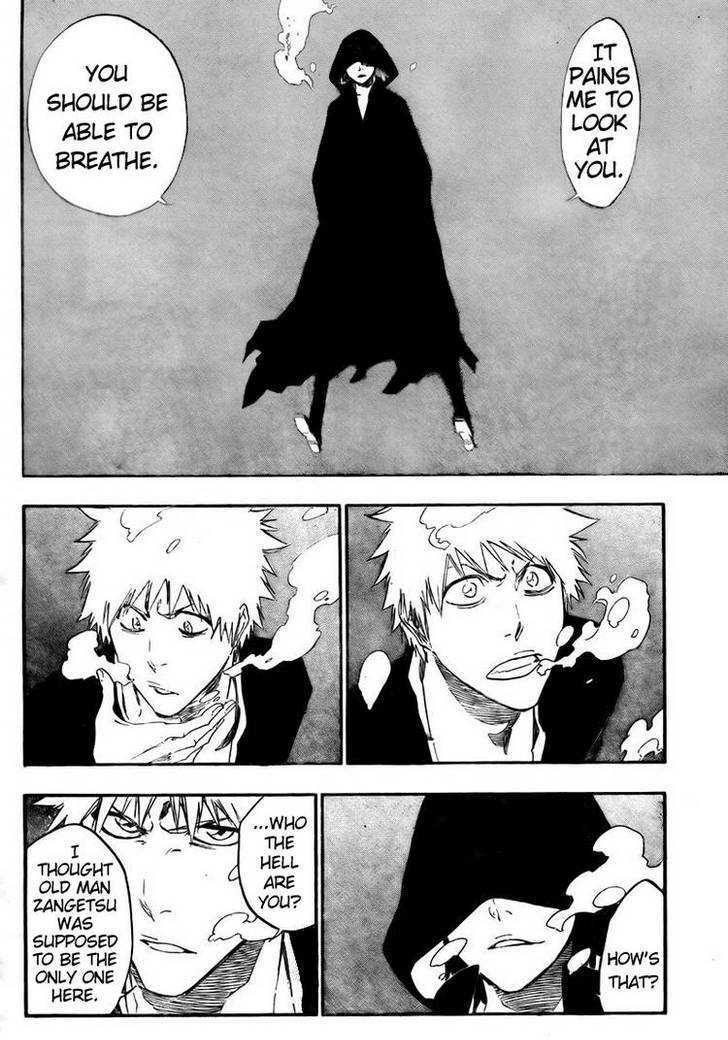 IT
PAINS
ME TO
LOOK
AT
YOU.
YOU
SHOULD BE
ABLE TO
BREATHE.
HOW'S
THAT?
...WHO
THE
HELL
ARE
YOU?
I
THOUGHT
OLD MAN
ZANGETSU
WAS
SUPPOSED
TO BE THE
ONLY ONE
HERE.